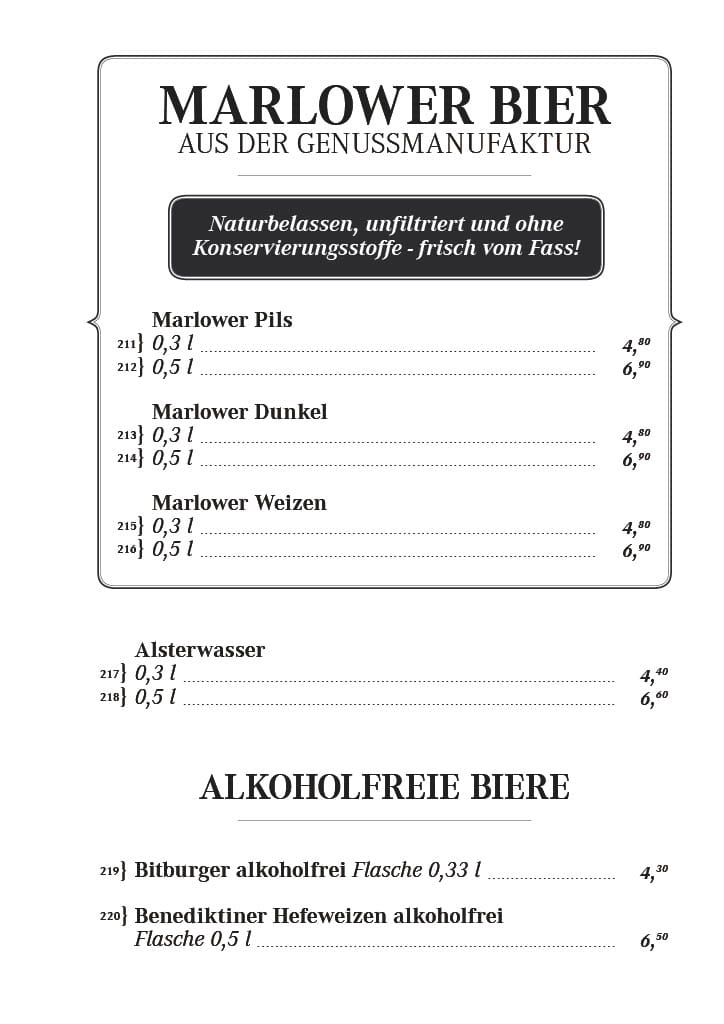 MARLOWER BIER
AUS DER GENUSSMANUFAKTUR
Naturbelassen, unfiltriert und ohne
Konservierungsstoffe - frisch vom Fass!
Marlower Pils
211} 0,3 l ........ 4,80
212} 0,5 l ........ 6,90
Marlower Dunkel
213} 0,3 l ........ 4,80
214} 0,5 l ........ 6,90
Marlower Weizen
215} 0,3 l ........ 4,80
216} 0,5 l ........ 6,90
Alsterwasser
217} 0,3 l ........ 4,40
218} 0,5 l ........ 6,60
ALKOHOLFREIE BIERE
219} Bitburger alkoholfrei Flasche 0,33 l ........ 4,30
220} Benediktiner Hefeweizen alkoholfrei
Flasche 0,5 l ........ 6,50